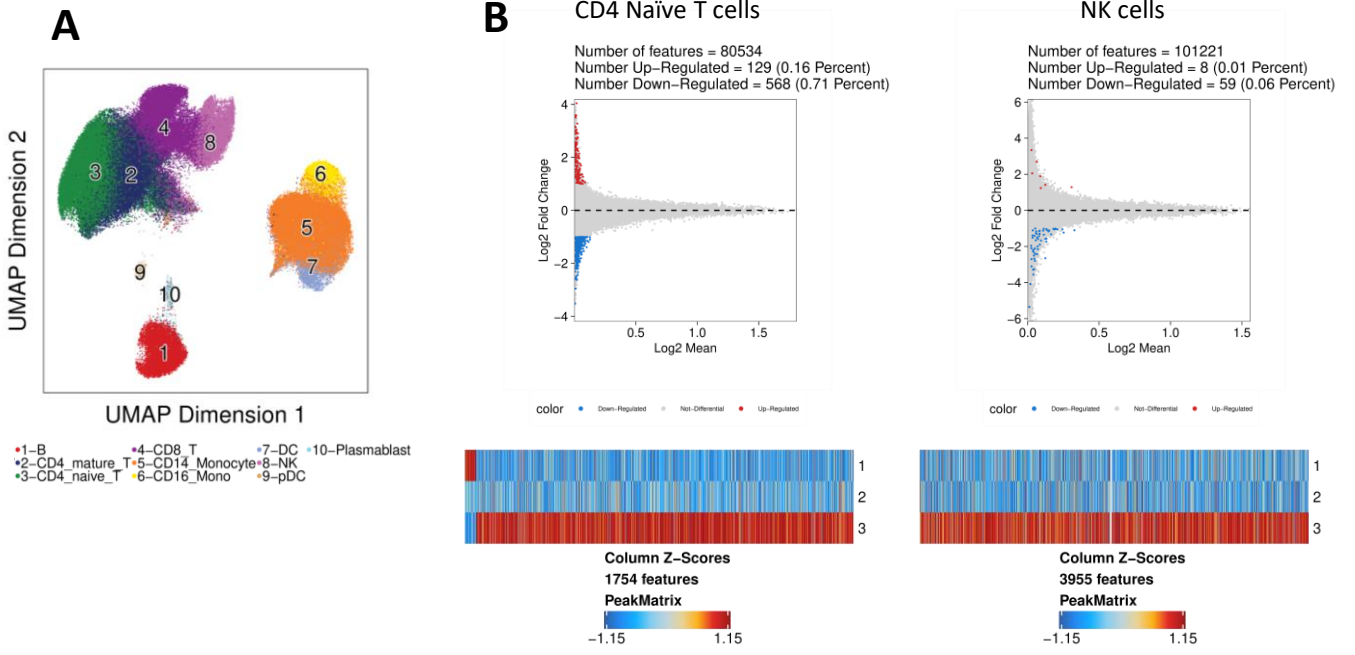 A
UMAP Dimension 2
4
8
3
2
6
5
7
9
10
1
UMAP Dimension 1
1-B
4-CD8_T
7-DC
10-Plasmablast
2-CD4_mature_T
5-CD14_Monocyte
8-NK
3-CD4_naive_T
6-CD16_Mono
9-pDC
B
CD4 Naïve T cells
Number of features = 80534
Number Up-Regulated = 129 (0.16 Percent)
Number Down-Regulated = 568 (0.71 Percent)
Log2 Fold Change
4
2
0
-2
-4
0.5 1.0 1.5
Log2 Mean
color Down-Regulated Not-Differential Up-Regulated
1
2
3
Column Z-Scores
1754 features
PeakMatrix
-1.15 1.15
NK cells
Number of features = 101221
Number Up-Regulated = 8 (0.01 Percent)
Number Down-Regulated = 59 (0.06 Percent)
Log2 Fold Change
6
4
2
0
-2
-4
-6
0.0 0.5 1.0 1.5
Log2 Mean
color Down-Regulated Not-Differential Up-Regulated
1
2
3
Column Z-Scores
3955 features
PeakMatrix
-1.15 1.15